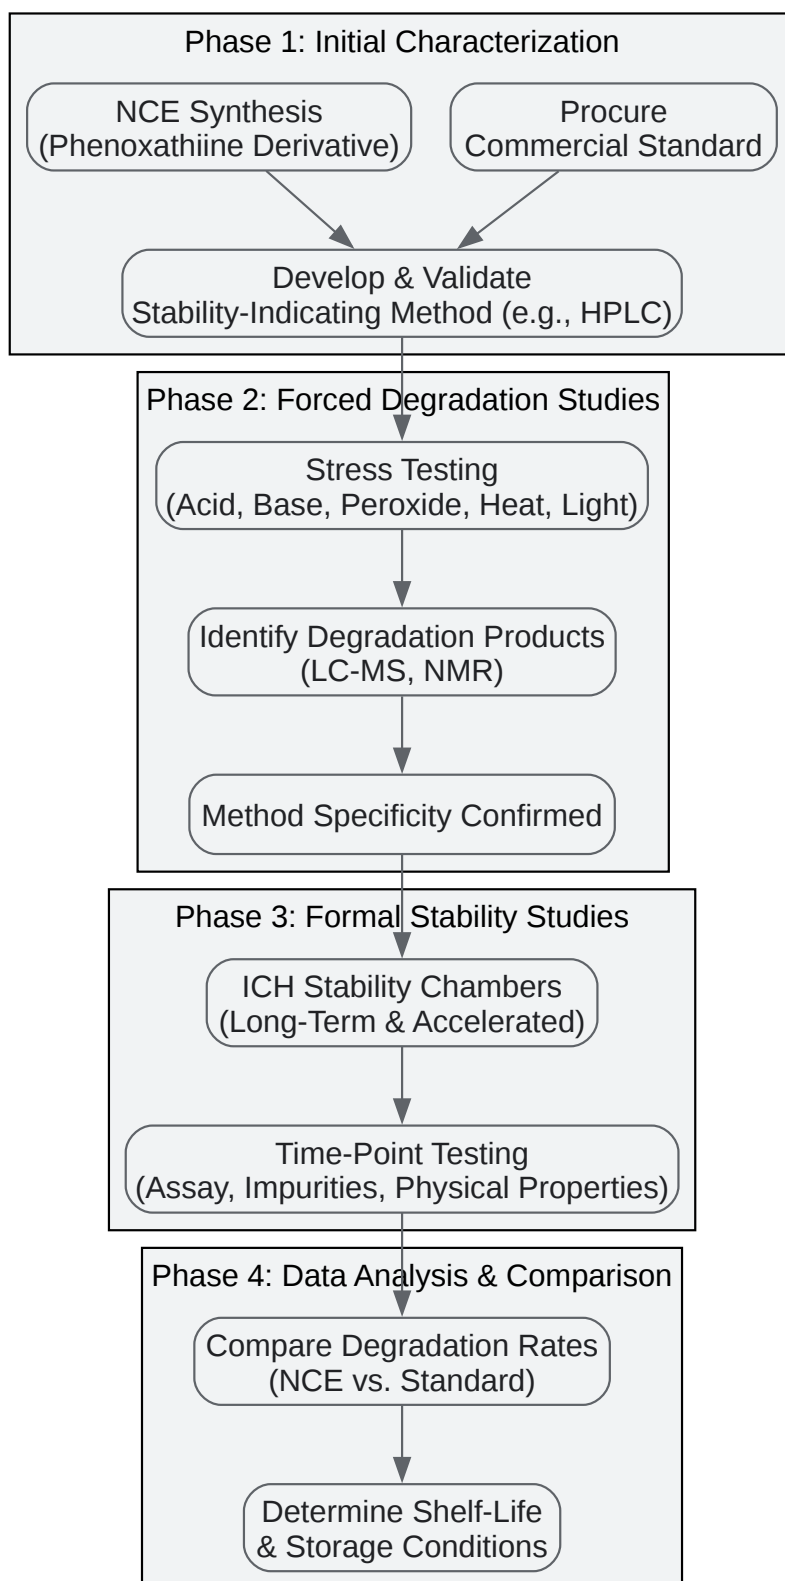 Phase 1: Initial Characterization
NCE Synthesis
(Phenoxathiine Derivative)
Procure
Commercial Standard
Develop & Validate
Stability-Indicating Method (e.g., HPLC)
Phase 2: Forced Degradation Studies
Stress Testing
(Acid, Base, Peroxide, Heat, Light)
Identify Degradation Products
(LC-MS, NMR)
Method Specificity Confirmed
Phase 3: Formal Stability Studies
ICH Stability Chambers
(Long-Term & Accelerated)
Time-Point Testing
(Assay, Impurities, Physical Properties)
Phase 4: Data Analysis & Comparison
Compare Degradation Rates
(NCE vs. Standard)
Determine Shelf-Life
& Storage Conditions